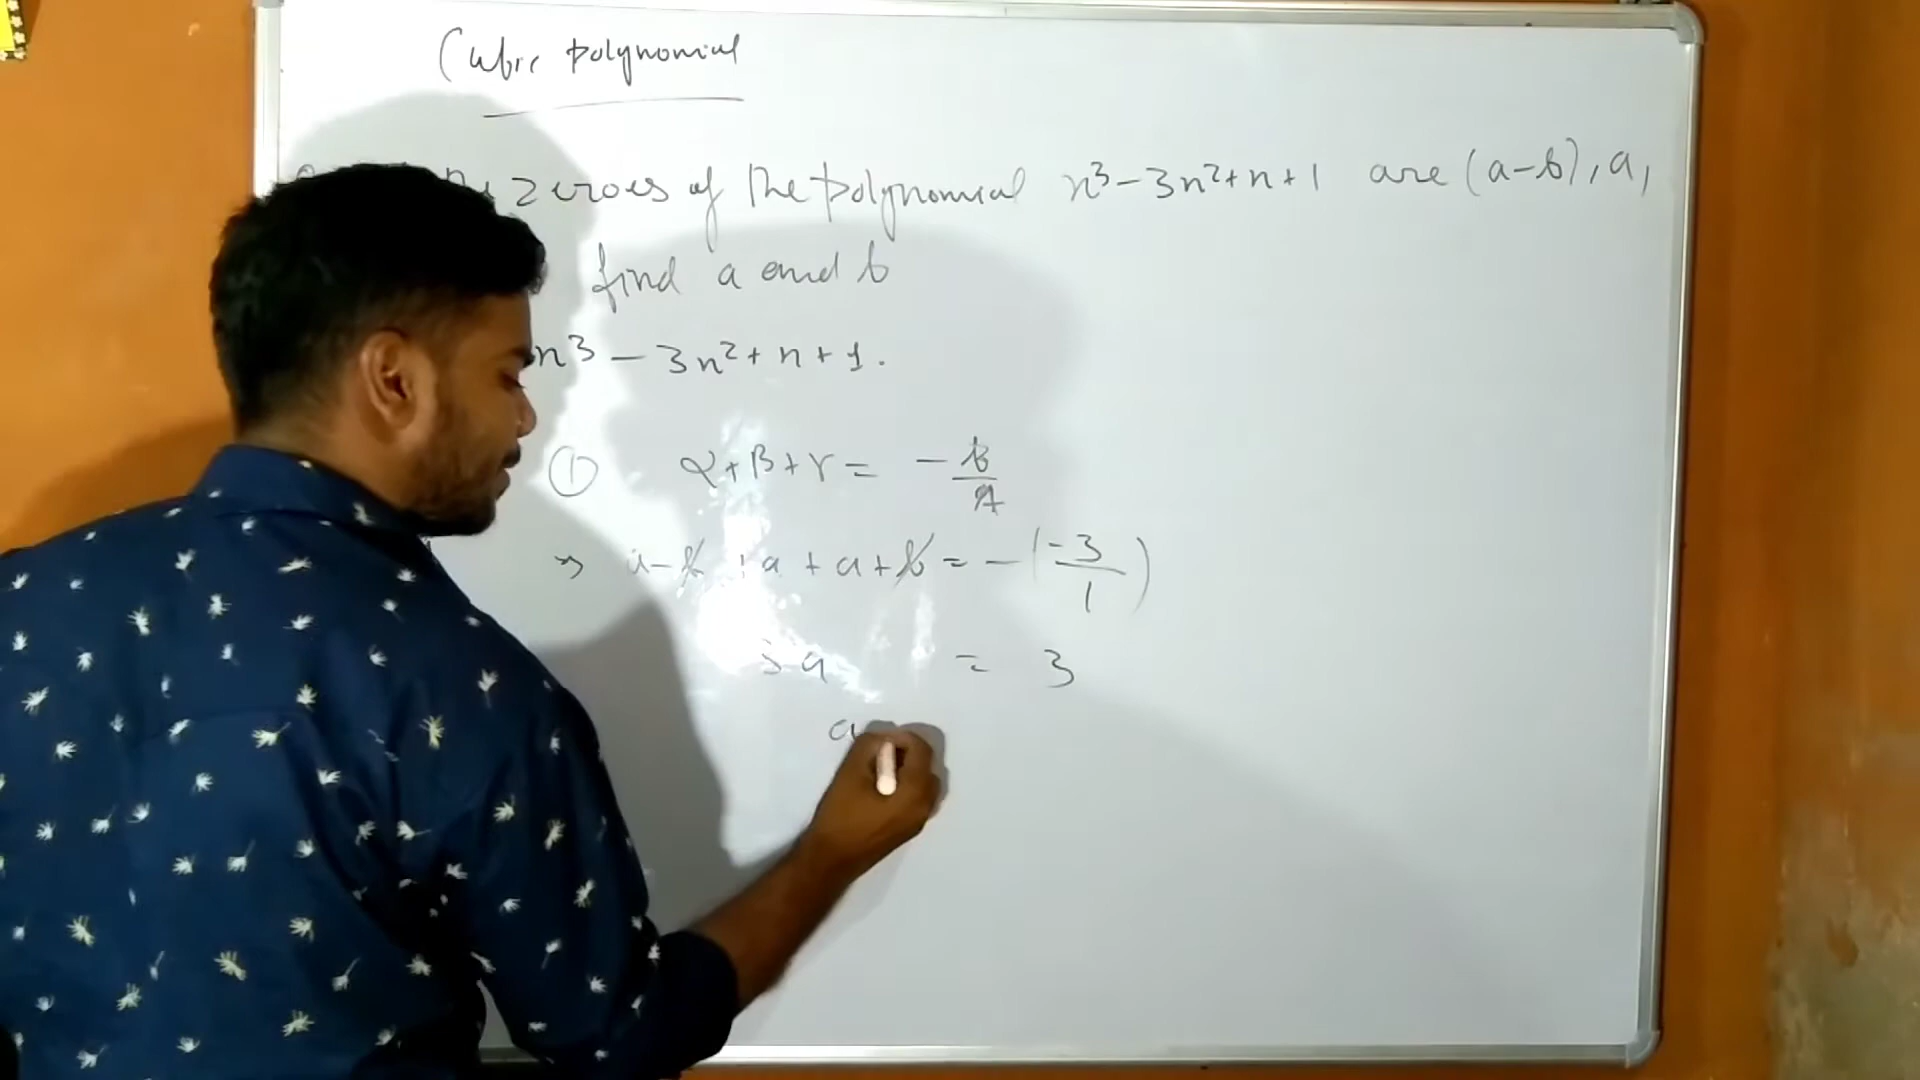 Cubic polynomial
zeroes of the polynomial x³-3x²+x+1 are (a-b), a,
find a and b
x³ - 3x²+x+1.
① α+β+γ = - b/A
⇒ a-b+a+a+b = -(-3/1)
3a = 3
a